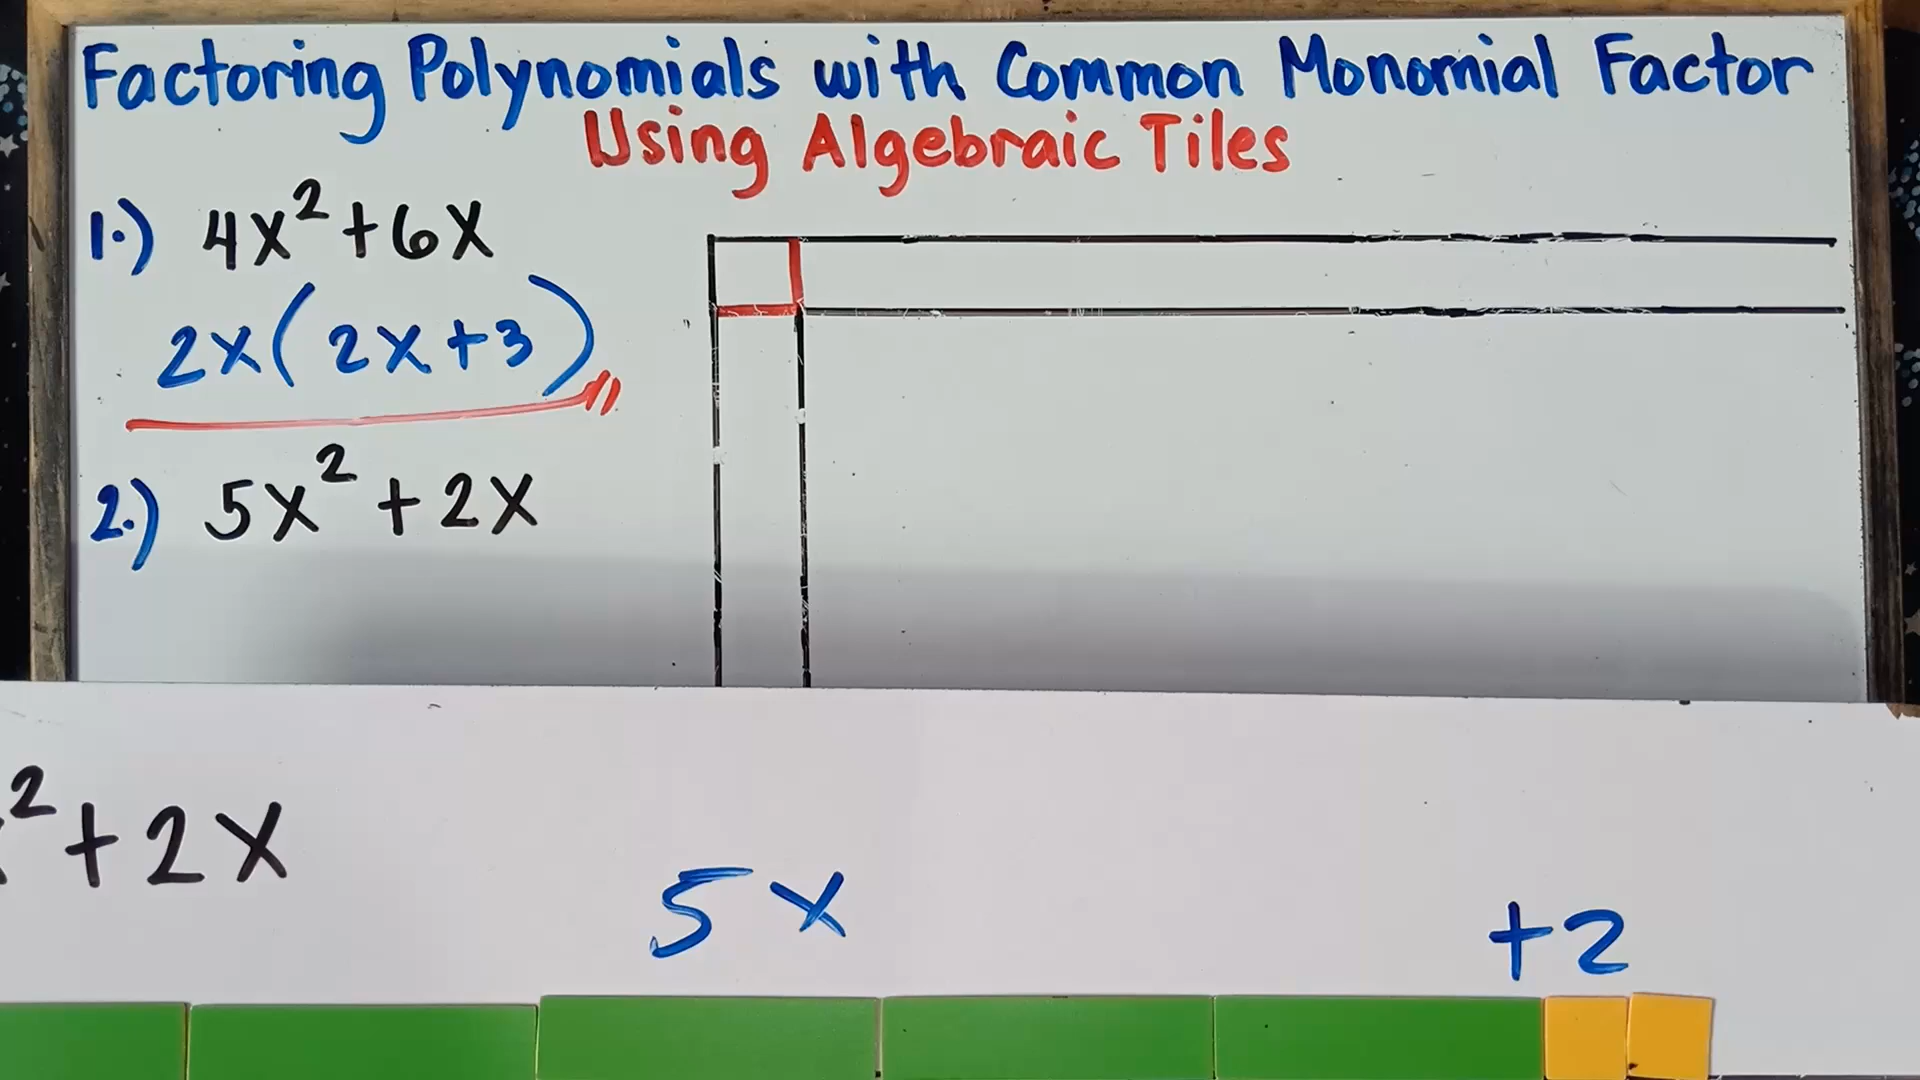 Factoring Polynomials with Common Monomial Factor
Using Algebraic Tiles
1.) 4x² + 6x
2x(2x+3)
2.) 5x² + 2x
² + 2x
5x
+2